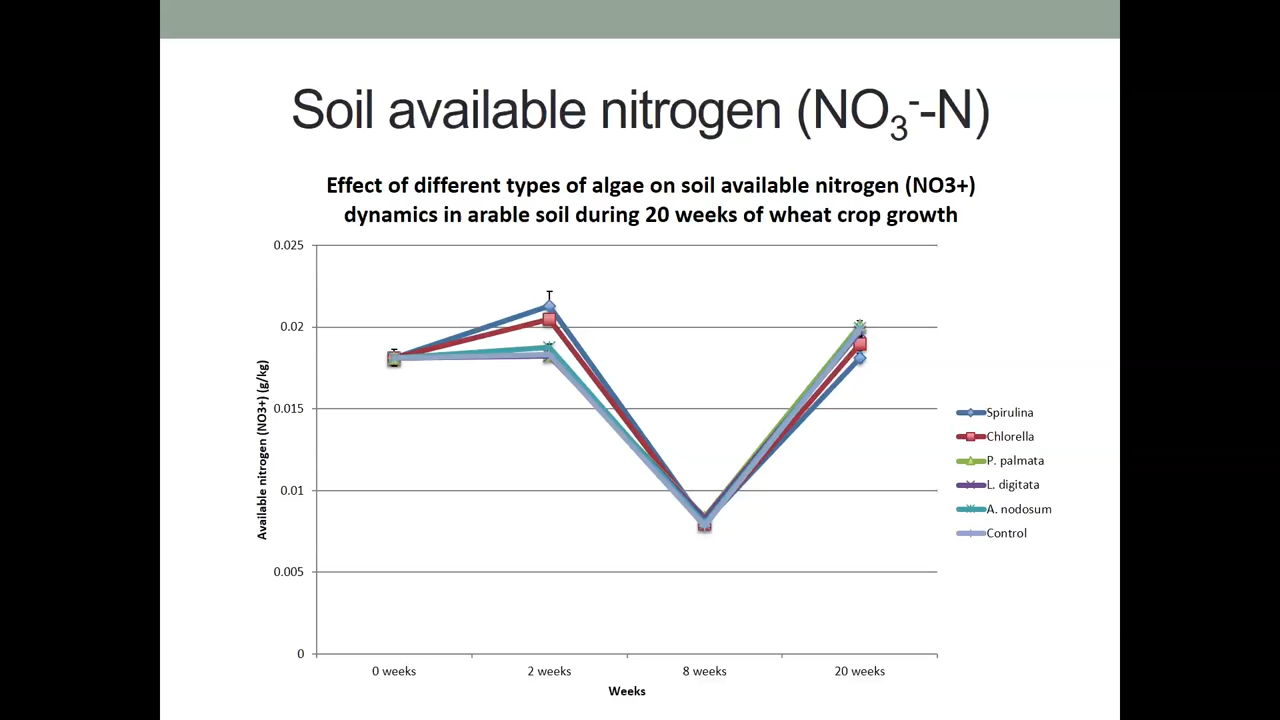 Soil available nitrogen (NO₃⁻-N)
Effect of different types of algae on soil available nitrogen (NO3+)
dynamics in arable soil during 20 weeks of wheat crop growth
Available nitrogen (NO3+) (g/kg)
0.025
0.02
0.015
0.01
0.005
0
0 weeks
2 weeks
8 weeks
20 weeks
Weeks
Spirulina
Chlorella
P. palmata
L. digitata
A. nodosum
Control